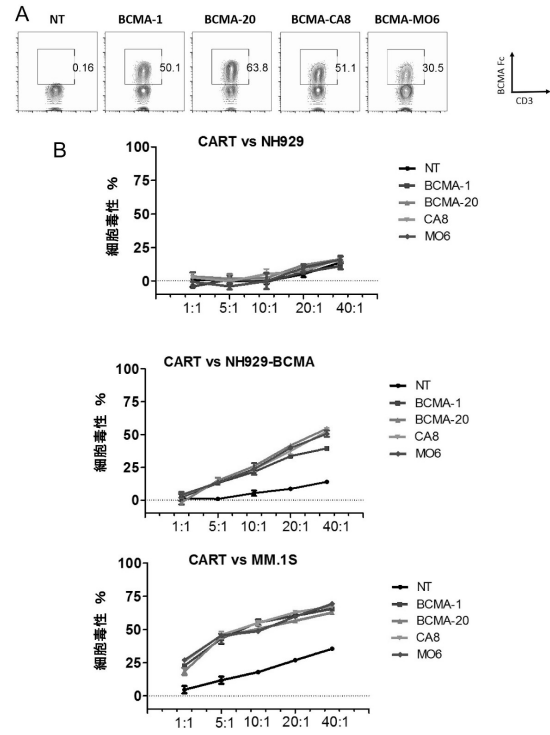 A
NT BCMA-1 BCMA-20 BCMA-CA8 BCMA-MO6
0.16 50.1 63.8 51.1 30.5
BCMA Fc
CD3
B
CART vs NH929
細胞毒性 %
100
75
50
25
0
1:1 5:1 10:1 20:1 40:1
NT
BCMA-1
BCMA-20
CA8
MO6
CART vs NH929-BCMA
細胞毒性 %
100
75
50
25
0
1:1 5:1 10:1 20:1 40:1
NT
BCMA-1
BCMA-20
CA8
MO6
CART vs MM.1S
細胞毒性 %
100
75
50
25
0
1:1 5:1 10:1 20:1 40:1
NT
BCMA-1
BCMA-20
CA8
MO6